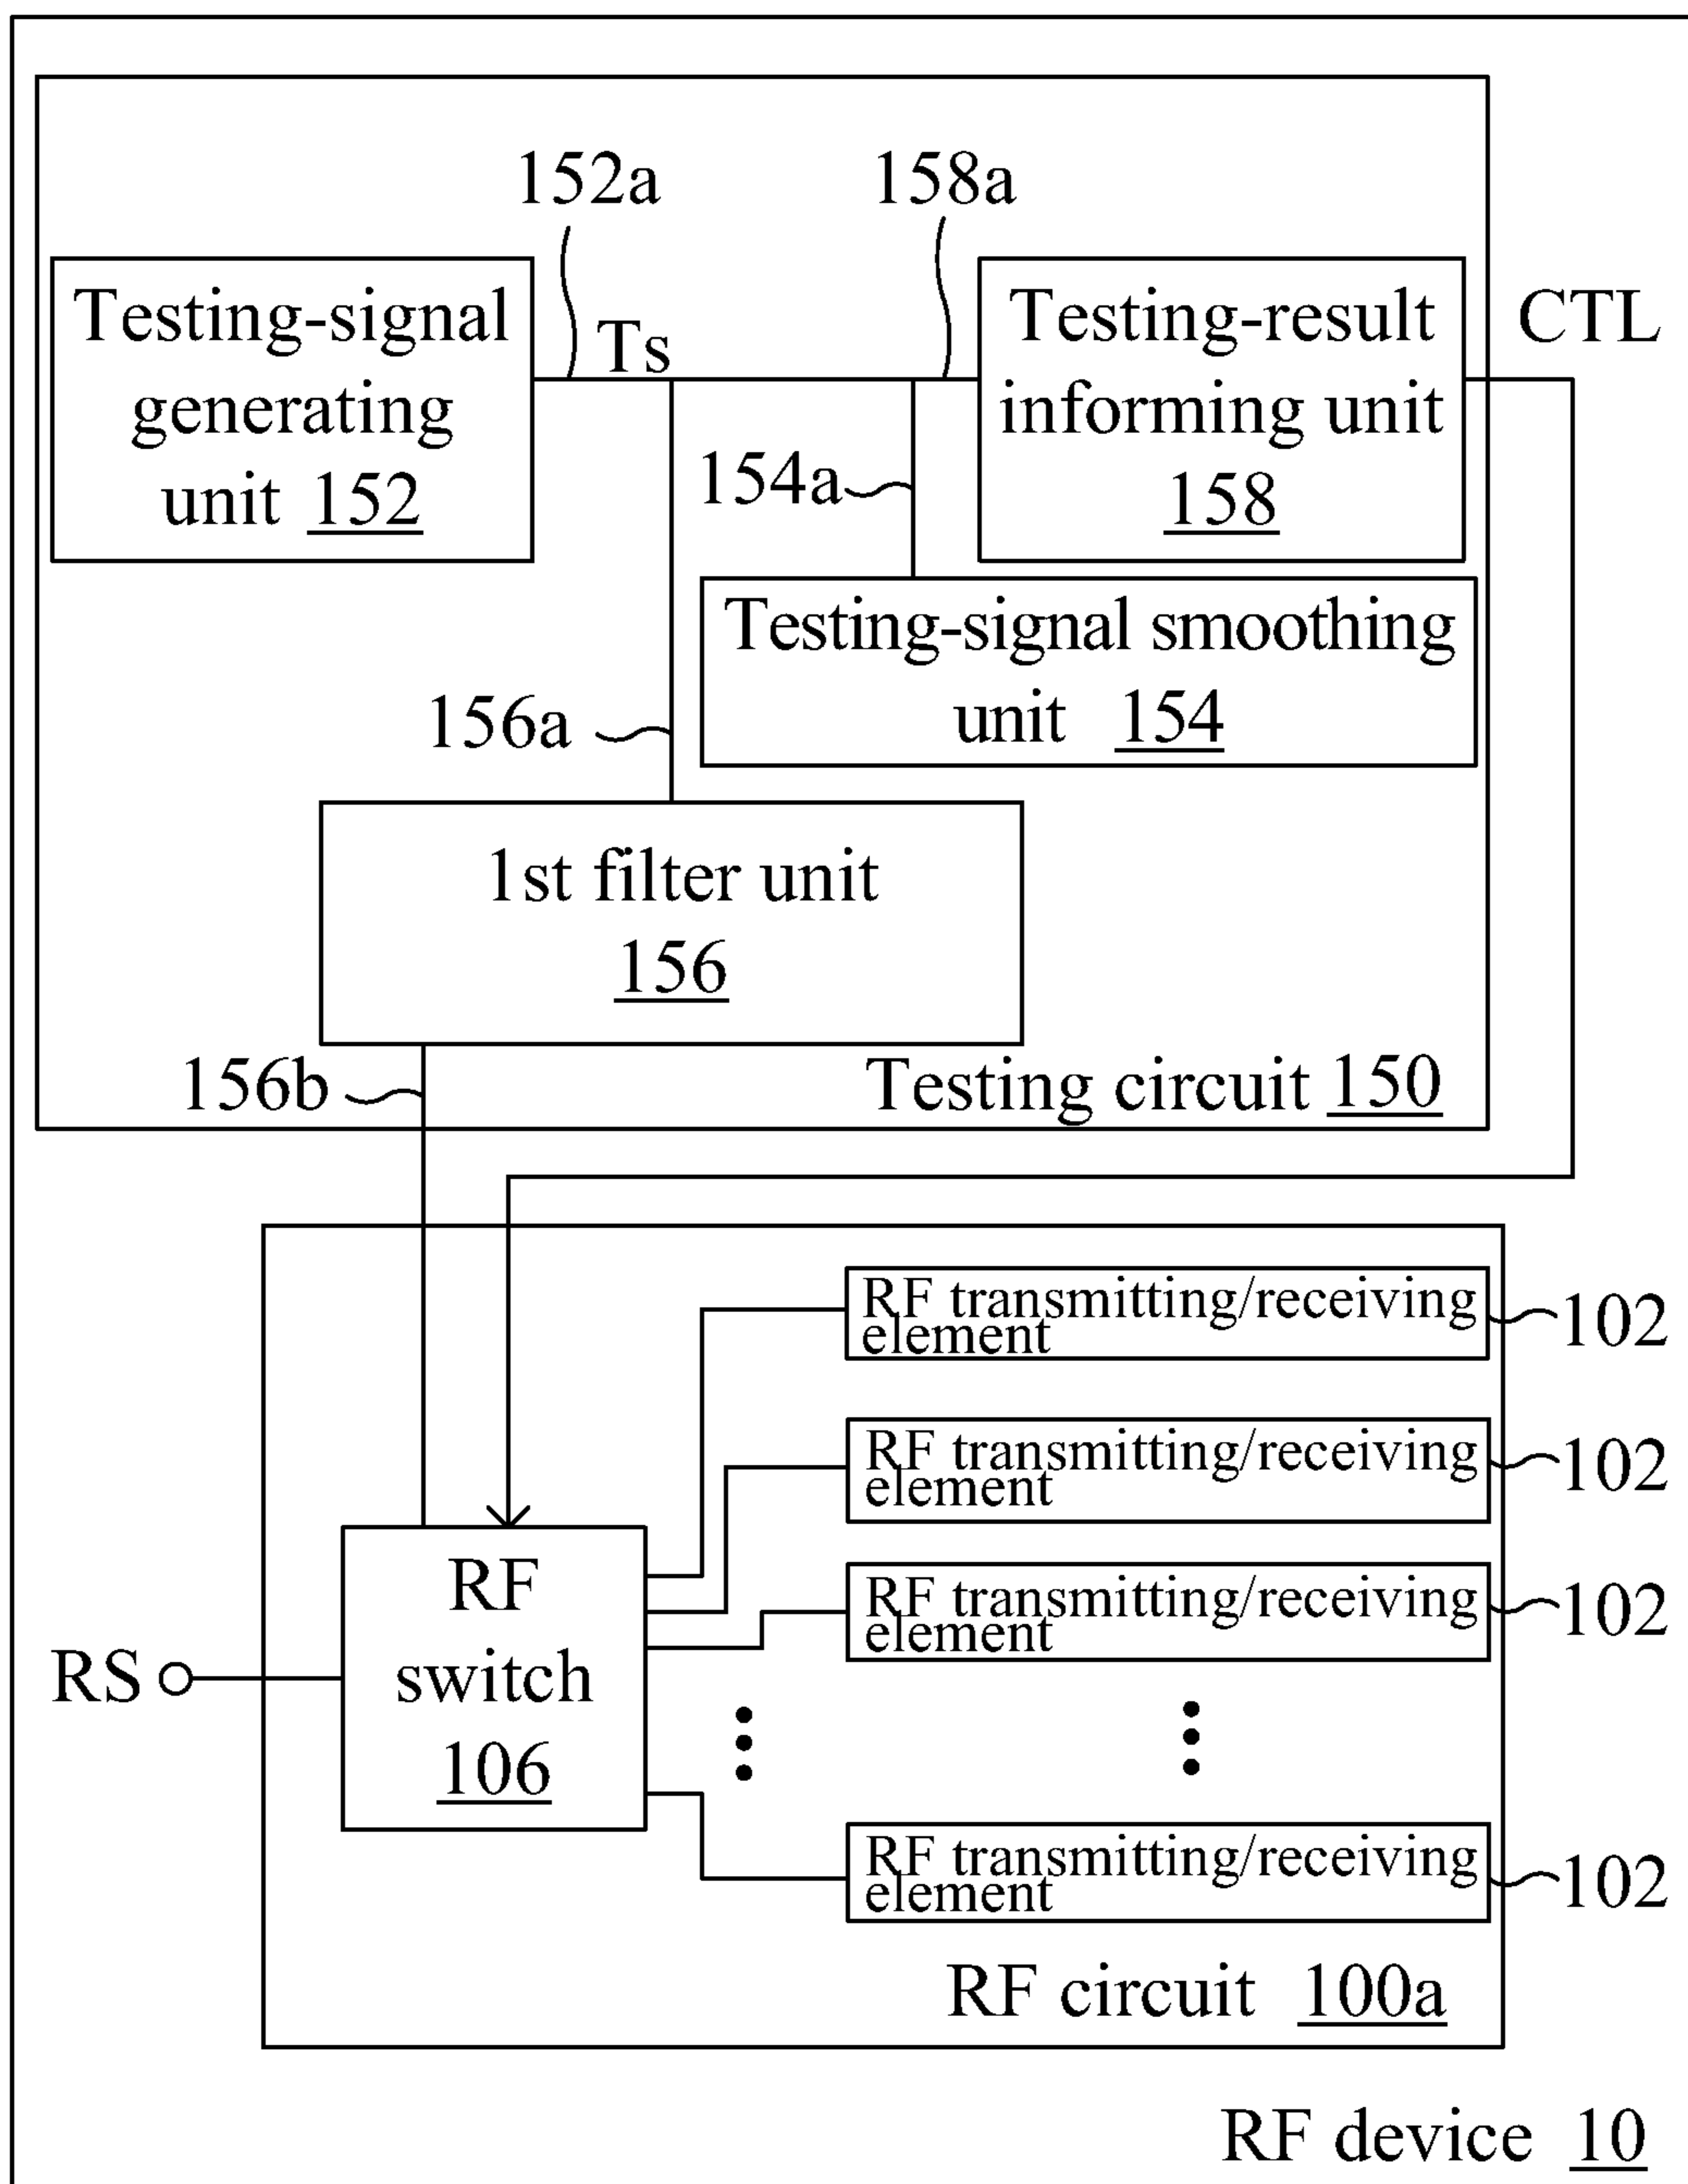 152a
158a
Testing-signal
generating
unit 152
Ts
Testing-result
informing unit
158
CTL
154a
Testing-signal smoothing
unit 154
156a
1st filter unit
156
156b
Testing circuit 150
RF transmitting/receiving
element
102
RF transmitting/receiving
element
102
RF transmitting/receiving
element
102
RF
switch
106
RS
RF transmitting/receiving
element
102
RF circuit 100a
RF device 10